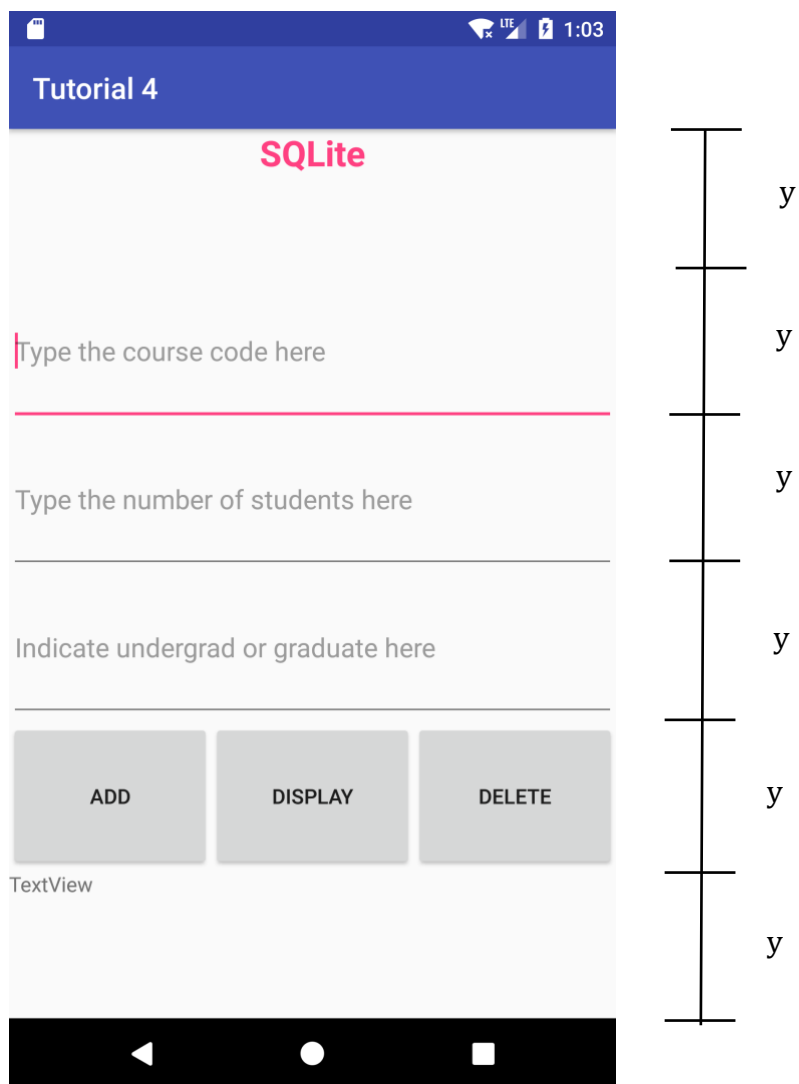 LTE 1:03
Tutorial 4
SQLite
y
y
Type the course code here
y
Type the number of students here
y
Indicate undergrad or graduate here
ADD DISPLAY DELETE
y
TextView
y